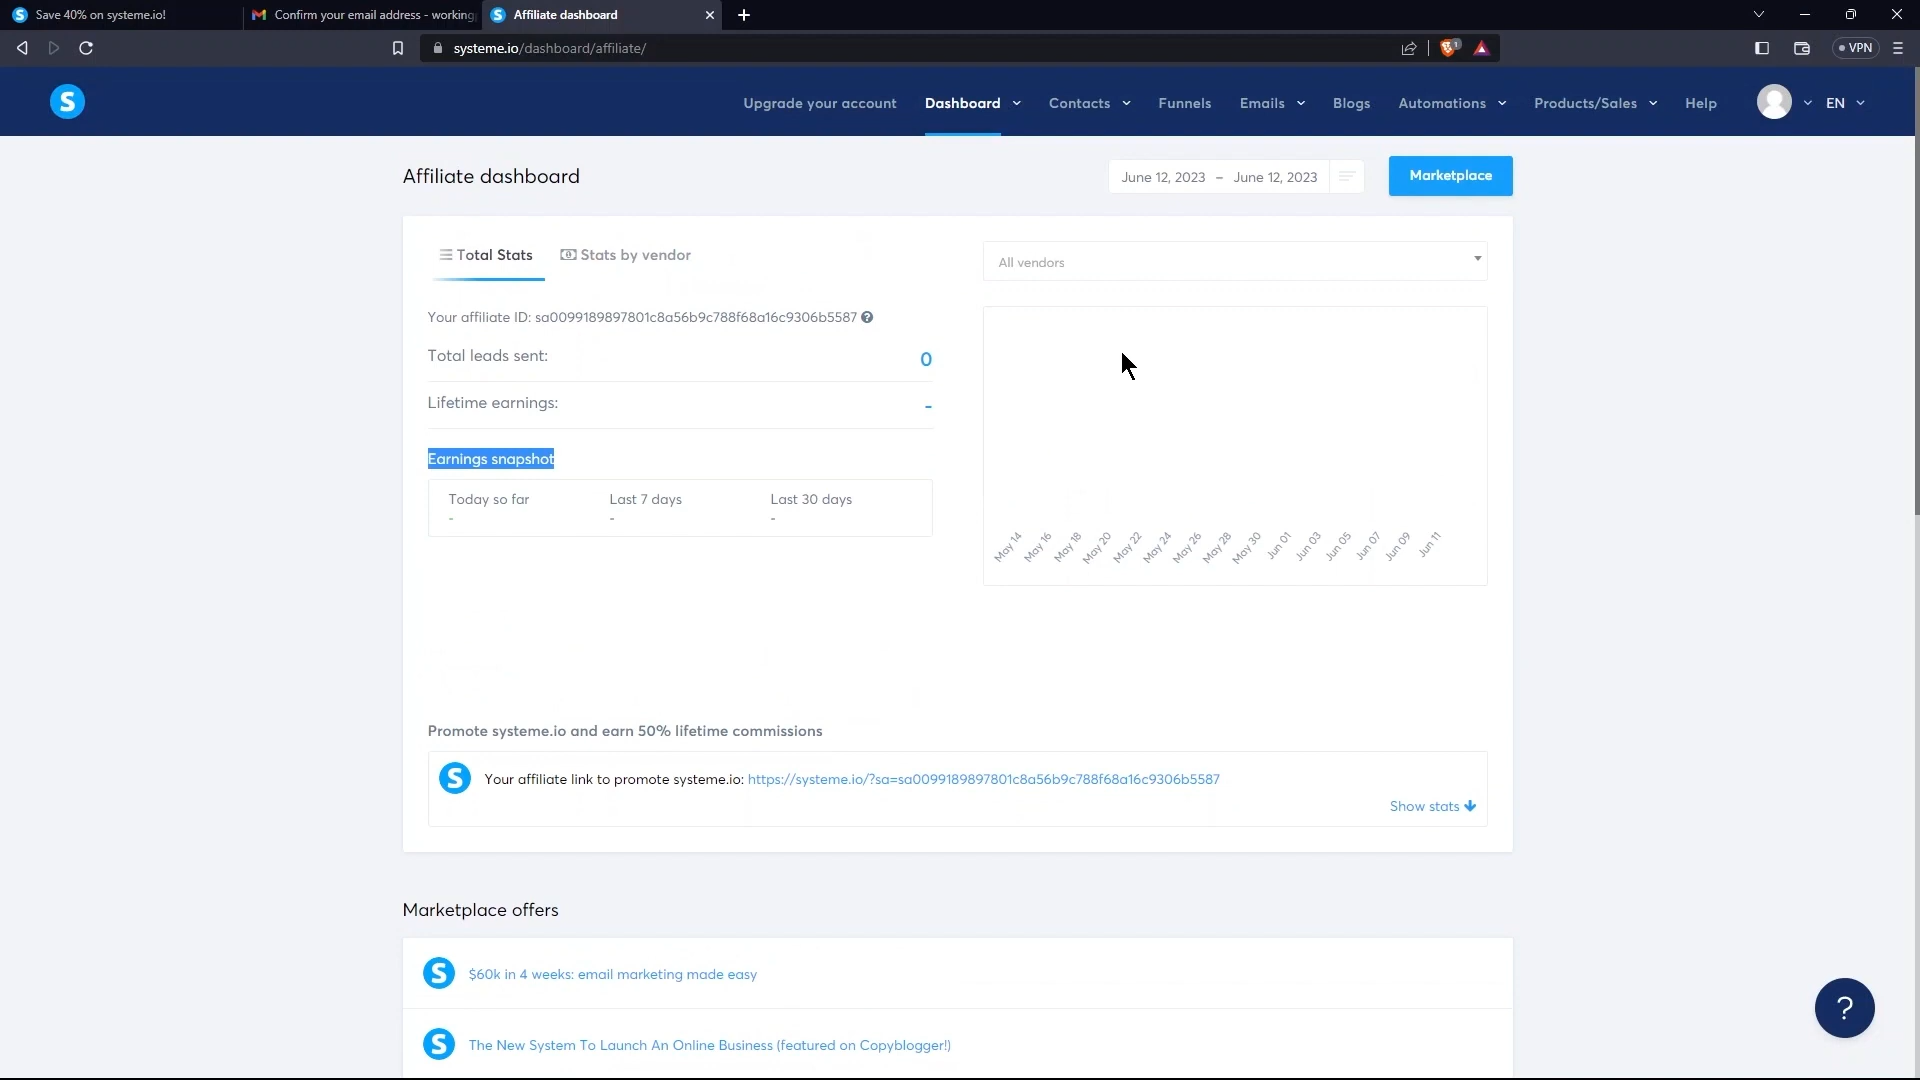 Save 40% on systeme.io!
Confirm your email address - working
Affiliate dashboard
systeme.io/dashboard/affiliate/
1
VPN
S
Upgrade your account
Dashboard
Contacts
Funnels
Emails
Blogs
Automations
Products/Sales
Help
EN
Affiliate dashboard
June 12, 2023 – June 12, 2023
Marketplace
Total Stats
Stats by vendor
All vendors
Your affiliate ID: sa0099189897801c8a56b9c788f68a16c9306b5587 ?
Total leads sent: 0
Lifetime earnings: -
Earnings snapshot
Today so far
Last 7 days
Last 30 days
- - -
May 14 May 16 May 18 May 20 May 22 May 24 May 26 May 28 May 30 Jun 01 Jun 03 Jun 05 Jun 07 Jun 09 Jun 11
Promote systeme.io and earn 50% lifetime commissions
S Your affiliate link to promote systeme.io: https://systeme.io/?sa=sa0099189897801c8a56b9c788f68a16c9306b5587
Show stats
Marketplace offers
S $60k in 4 weeks: email marketing made easy
S The New System To Launch An Online Business (featured on Copyblogger!)
?